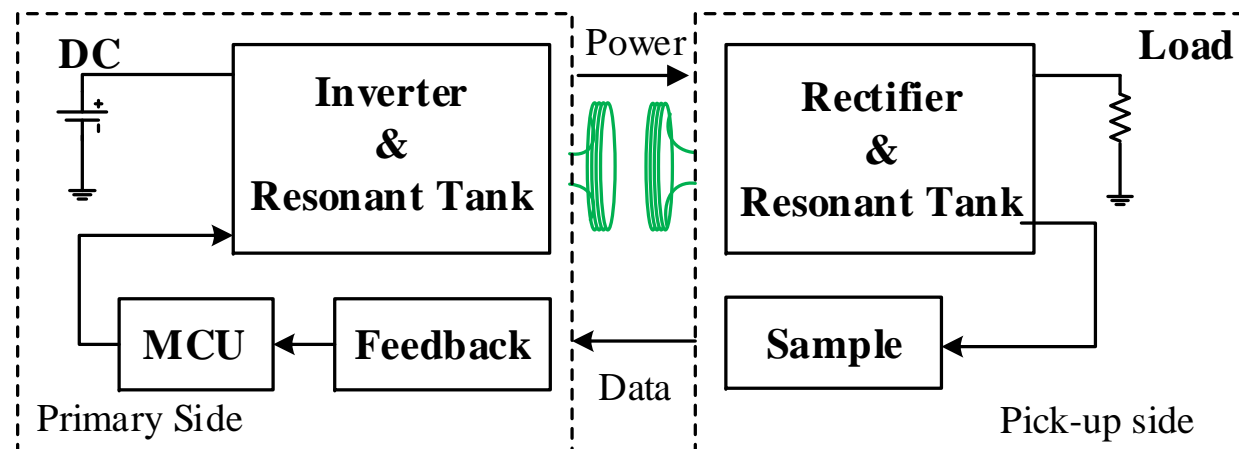 DC
Inverter
&
Resonant Tank
Power
Rectifier
&
Resonant Tank
Load
MCU
Feedback
Data
Sample
Primary Side
Pick-up side